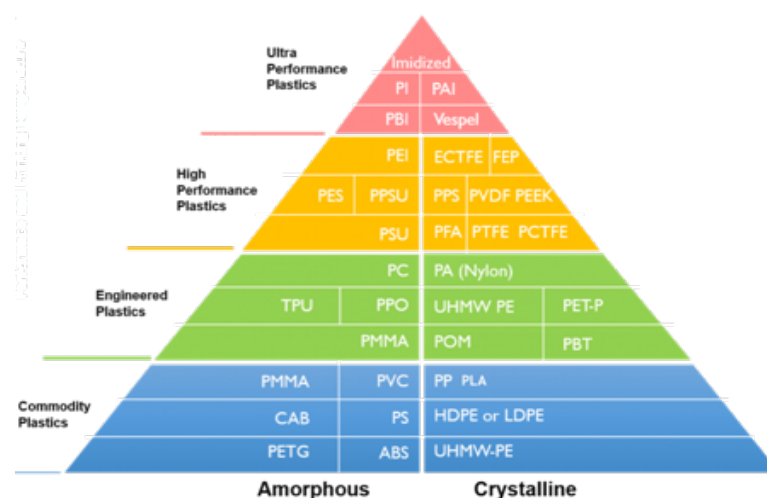 Ultra
Performance
Plastics
Imidized
PI PAI
PBI Vespel
High
Performance
Plastics
PEI ECTFE FEP
PES PPSU PPS PVDF PEEK
PSU PFA PTFE PCTFE
Engineered
Plastics
PC PA (Nylon)
TPU PPO UHMW PE PET-P
PMMA POM PBT
Commodity
Plastics
PMMA PVC PP PLA
CAB PS HDPE or LDPE
PETG ABS UHMW-PE
Amorphous Crystalline